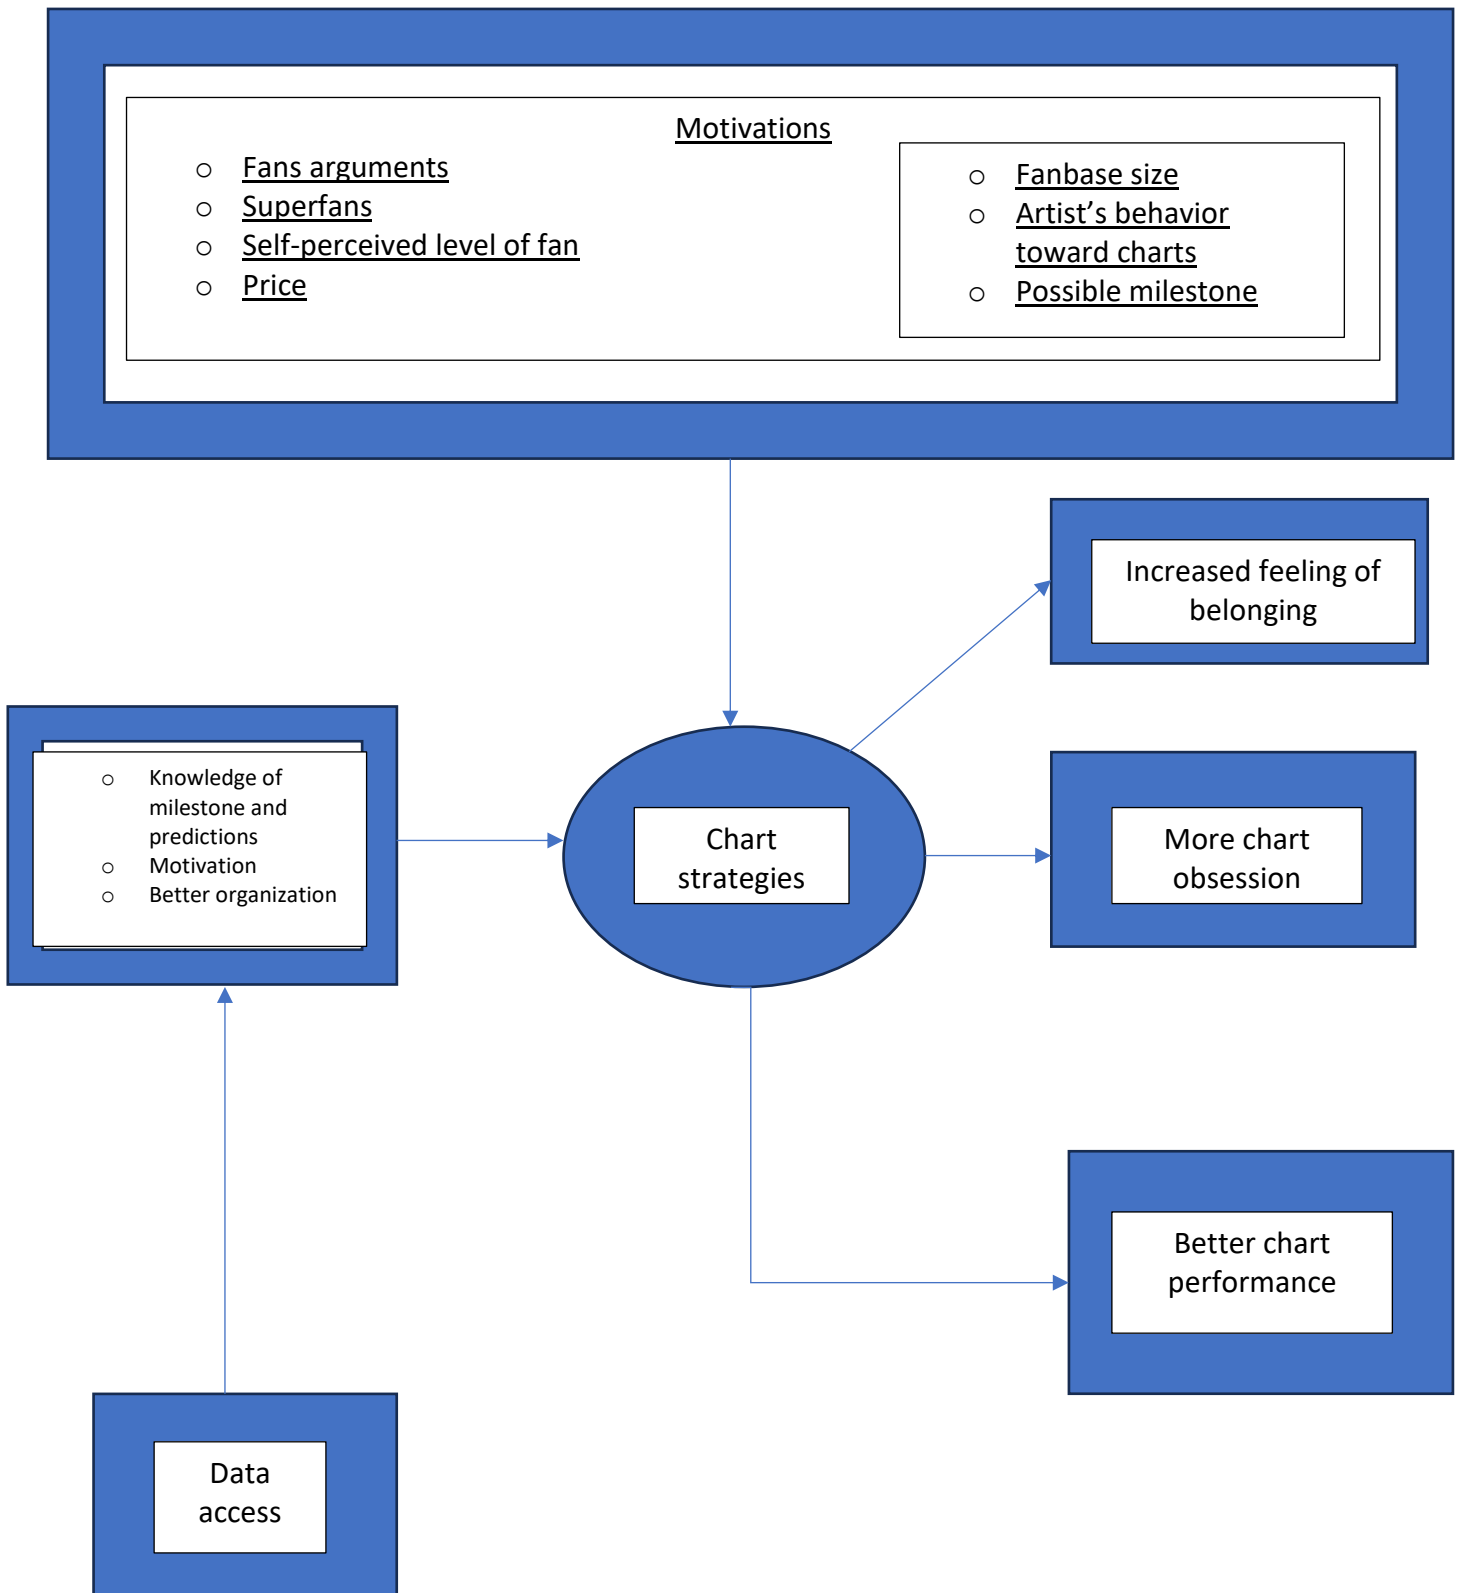 Motivations
○ Fans arguments
○ Superfans
○ Self-perceived level of fan
○ Price
○ Fanbase size
○ Artist’s behavior
toward charts
○ Possible milestone
Increased feeling of
belonging
○ Knowledge of
milestone and
predictions
○ Motivation
○ Better organization
Chart
strategies
More chart
obsession
Better chart
performance
Data
access